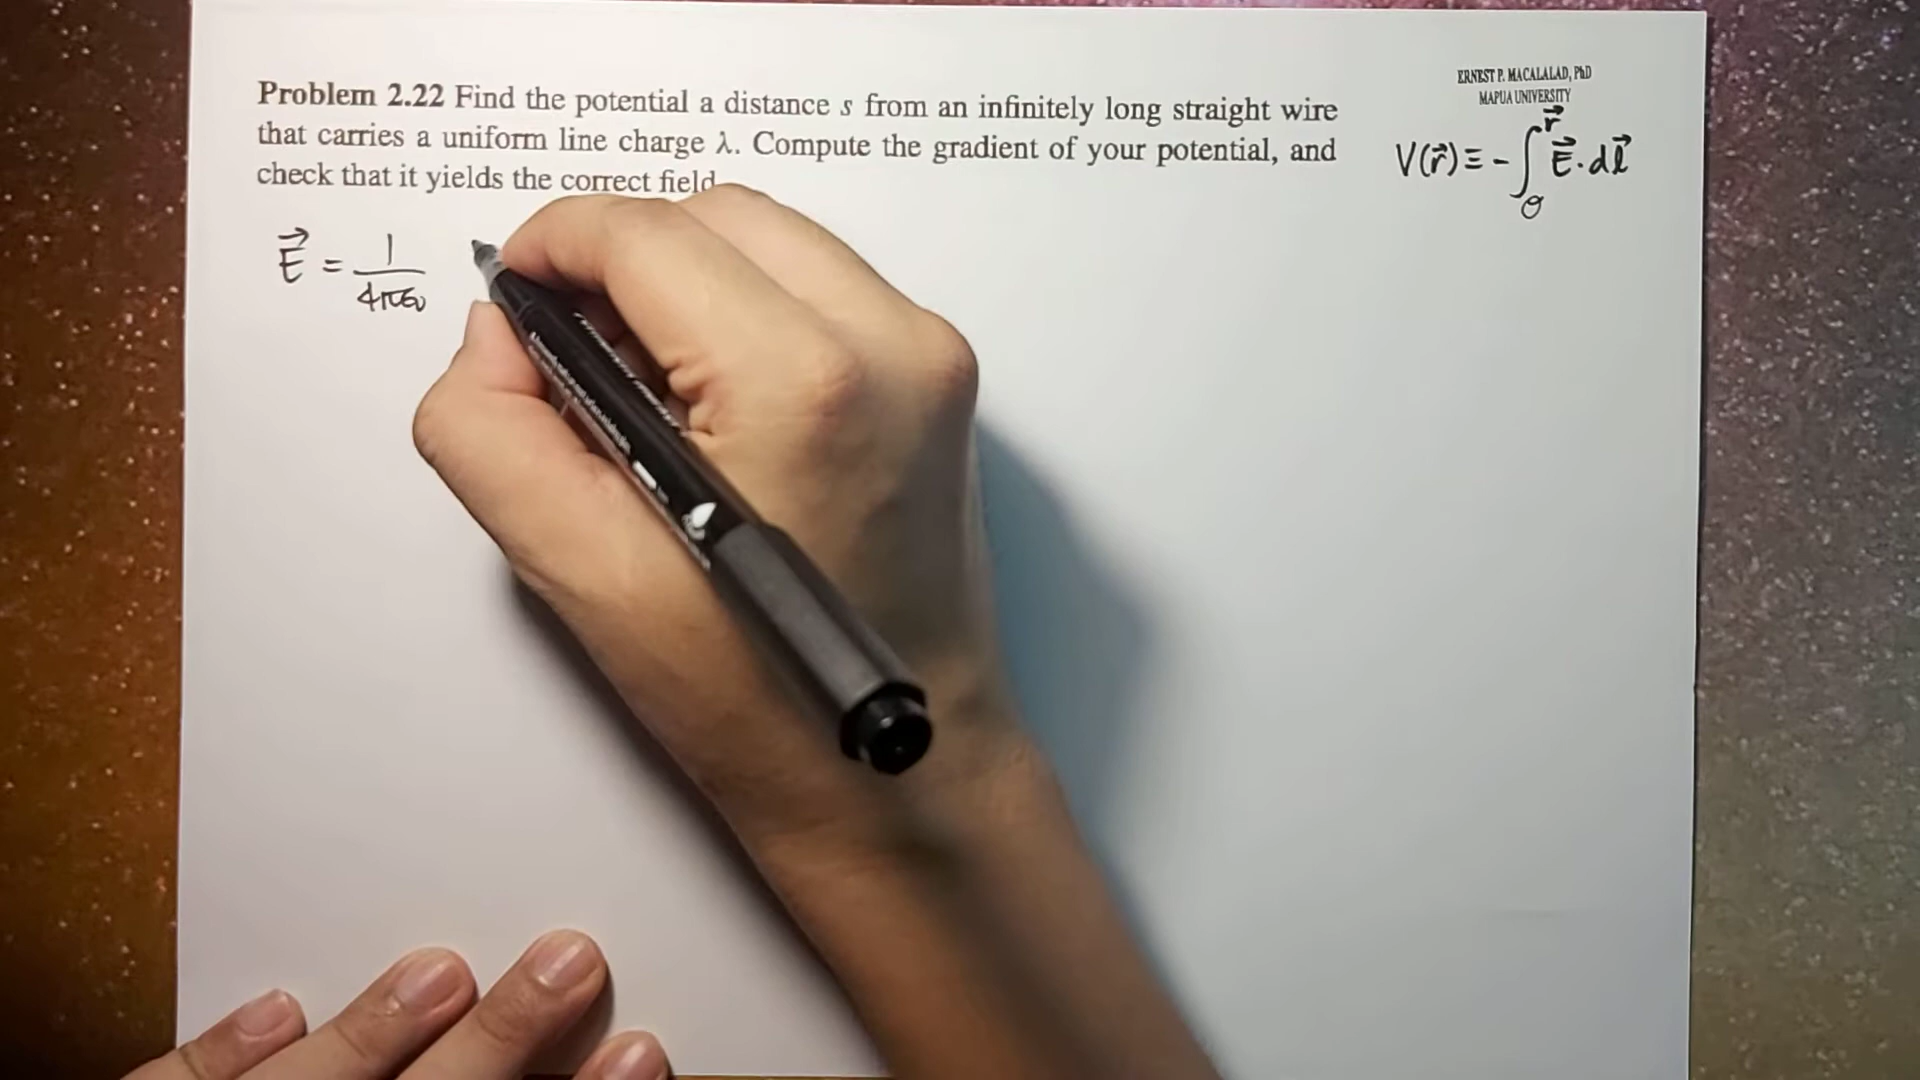 Problem 2.22 Find the potential a distance s from an infinitely long straight wire
that carries a uniform line charge λ. Compute the gradient of your potential, and
check that it yields the correct field
ERNEST P. MACALALAD, PhD
MAPUA UNIVERSITY
V(r⃗) ≡ - ∫_O^r⃗ E⃗ · dl⃗
E⃗ = 1/4πε₀